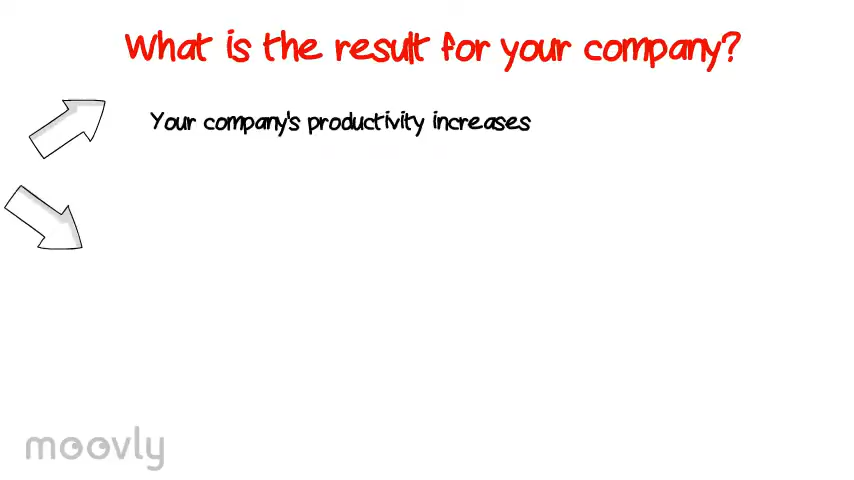 What is the result for your company?
Your company's productivity increases
moovly